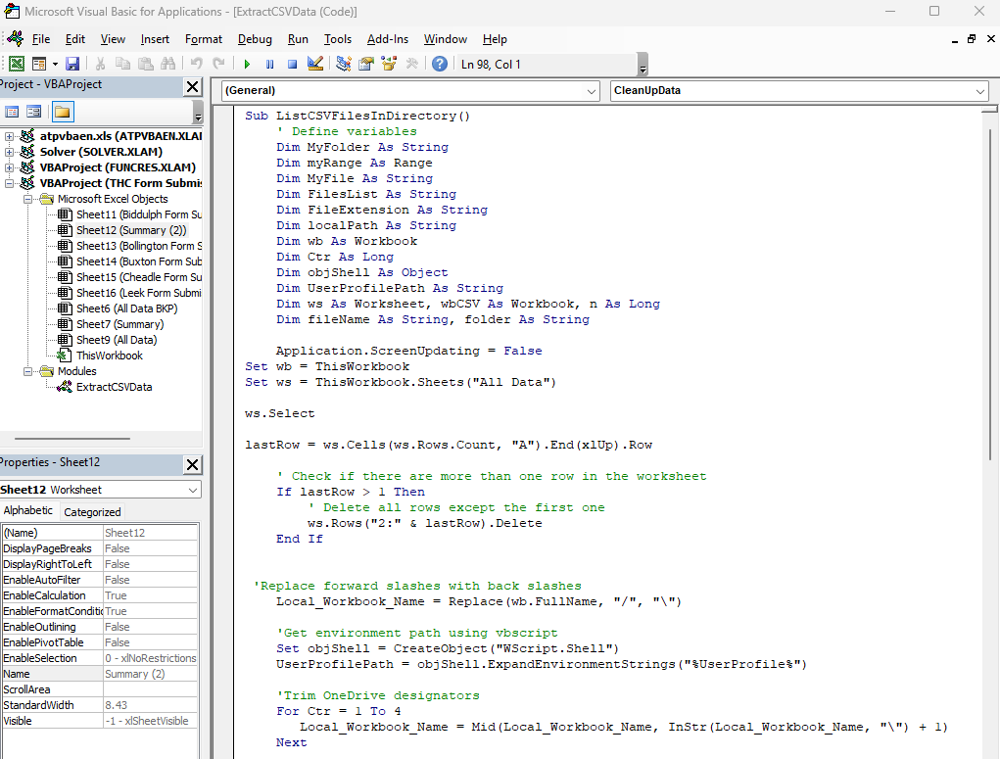 Microsoft Visual Basic for Applications - [ExtractCSVData (Code)]
File Edit View Insert Format Debug Run Tools Add-Ins Window Help
Ln 98, Col 1
Project - VBAProject
(General)
CleanUpData
atpvbaen.xls (ATPVBAEN.XLAM
Solver (SOLVER.XLAM)
VBAProject (FUNCRES.XLAM)
VBAProject (THC Form Submis
Microsoft Excel Objects
Sheet11 (Biddulph Form Su
Sheet12 (Summary (2))
Sheet13 (Bollington Form S
Sheet14 (Buxton Form Sub
Sheet15 (Cheadle Form Su
Sheet16 (Leek Form Submi
Sheet6 (All Data BKP)
Sheet7 (Summary)
Sheet9 (All Data)
ThisWorkbook
Modules
ExtractCSVData
Properties - Sheet12
Sheet12 Worksheet
Alphabetic Categorized
(Name) Sheet12
DisplayPageBreaks False
DisplayRightToLeft False
EnableAutoFilter False
EnableCalculation True
EnableFormatConditic True
EnableOutlining False
EnablePivotTable False
EnableSelection 0 - xlNoRestrictions
Name Summary (2)
ScrollArea
StandardWidth 8.43
Visible -1 - xlSheetVisible
Sub ListCSVFilesInDirectory()
' Define variables
Dim MyFolder As String
Dim myRange As Range
Dim MyFile As String
Dim FilesList As String
Dim FileExtension As String
Dim localPath As String
Dim wb As Workbook
Dim Ctr As Long
Dim objShell As Object
Dim UserProfilePath As String
Dim ws As Worksheet, wbCSV As Workbook, n As Long
Dim fileName As String, folder As String
Application.ScreenUpdating = False
Set wb = ThisWorkbook
Set ws = ThisWorkbook.Sheets("All Data")
ws.Select
lastRow = ws.Cells(ws.Rows.Count, "A").End(xlUp).Row
' Check if there are more than one row in the worksheet
If lastRow > 1 Then
' Delete all rows except the first one
ws.Rows("2:" & lastRow).Delete
End If
'Replace forward slashes with back slashes
Local_Workbook_Name = Replace(wb.FullName, "/", "\")
'Get environment path using vbscript
Set objShell = CreateObject("WScript.Shell")
UserProfilePath = objShell.ExpandEnvironmentStrings("%UserProfile%")
'Trim OneDrive designators
For Ctr = 1 To 4
Local_Workbook_Name = Mid(Local_Workbook_Name, InStr(Local_Workbook_Name, "\") + 1)
Next